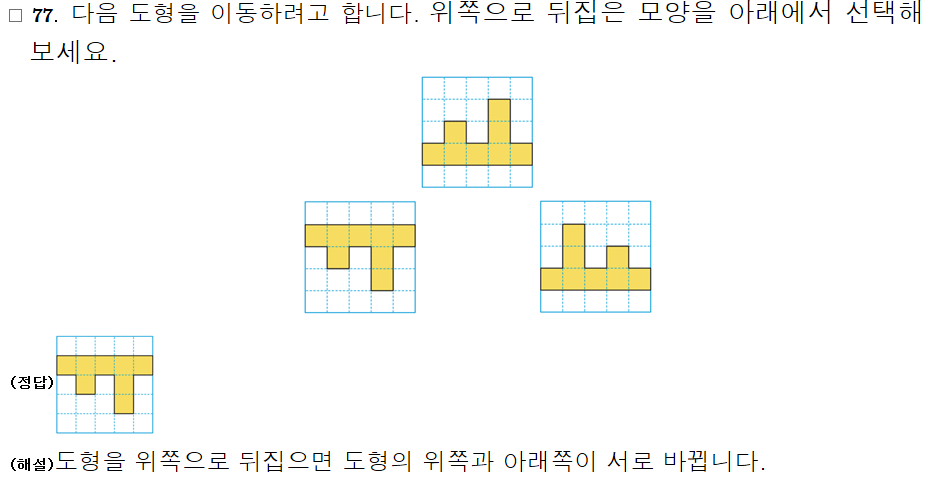 □ 77. 다음 도형을 이동하려고 합니다. 위쪽으로 뒤집은 모양을 아래에서 선택해
보세요.
(정답)
(해설)도형을 위쪽으로 뒤집으면 도형의 위쪽과 아래쪽이 서로 바뀝니다.